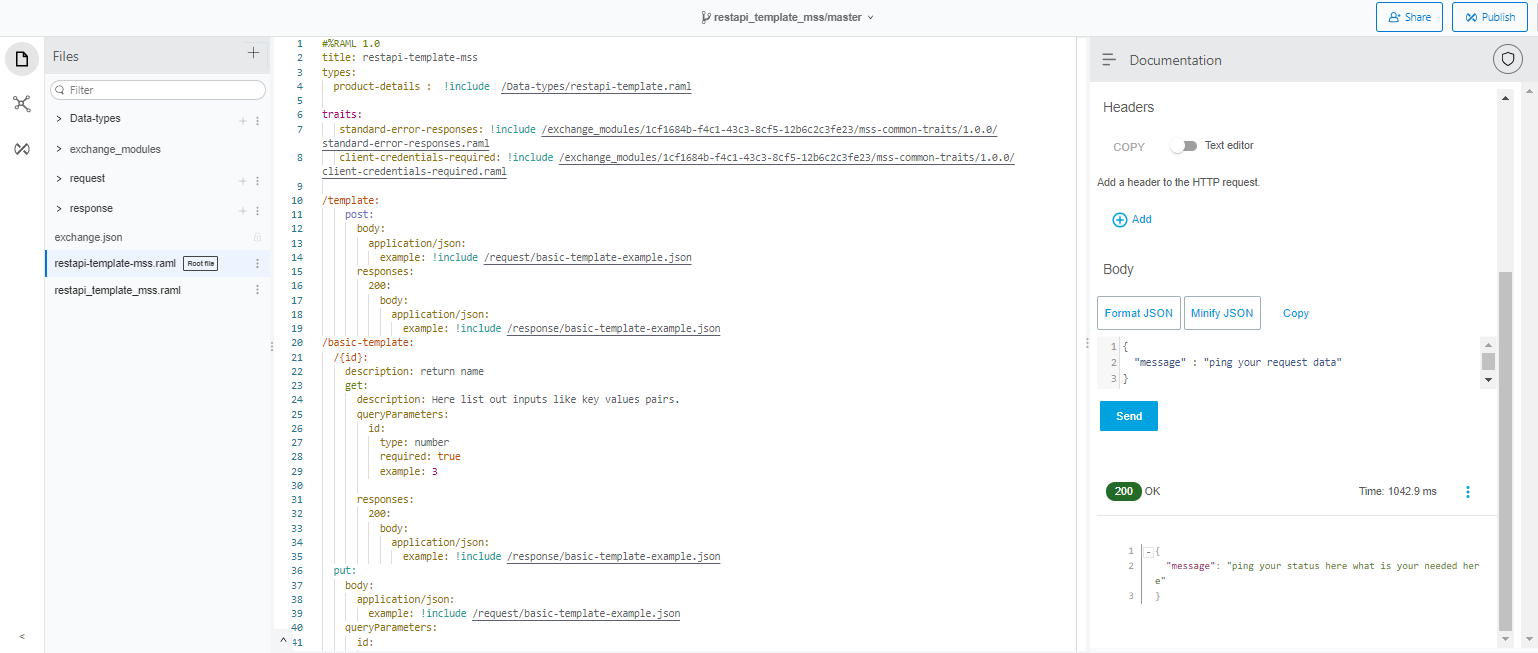 restapi_template_mss/master
Share
Publish
Files
Filter
Data-types
exchange_modules
request
response
exchange.json
restapi-template-mss.raml Root file
restapi_template_mss.raml
1 #%RAML 1.0
2 title: restapi-template-mss
3 types:
4 product-details : !include /Data-types/restapi-template.raml
5
6 traits:
7 standard-error-responses: !include /exchange_modules/1cf1684b-f4c1-43c3-8cf5-12b6c2c3fe23/mss-common-traits/1.0.0/
standard-error-responses.raml
8 client-credentials-required: !include /exchange_modules/1cf1684b-f4c1-43c3-8cf5-12b6c2c3fe23/mss-common-traits/1.0.0/
client-credentials-required.raml
9
10 /template:
11 post:
12 body:
13 application/json:
14 example: !include /request/basic-template-example.json
15 responses:
16 200:
17 body:
18 application/json:
19 example: !include /response/basic-template-example.json
20 /basic-template:
21 /{id}:
22 description: return name
23 get:
24 description: Here list out inputs like key values pairs.
25 queryParameters:
26 id:
27 type: number
28 required: true
29 example: 3
30
31 responses:
32 200:
33 body:
34 application/json:
35 example: !include /response/basic-template-example.json
36 put:
37 body:
38 application/json:
39 example: !include /request/basic-template-example.json
40 queryParameters:
41 id:
Documentation
Headers
COPY Text editor
Add a header to the HTTP request.
Add
Body
Format JSON Minify JSON Copy
1 {
2 "message" : "ping your request data"
3 }
Send
200 OK Time: 1042.9 ms
1 {
2 "message": "ping your status here what is your needed her
e"
3 }